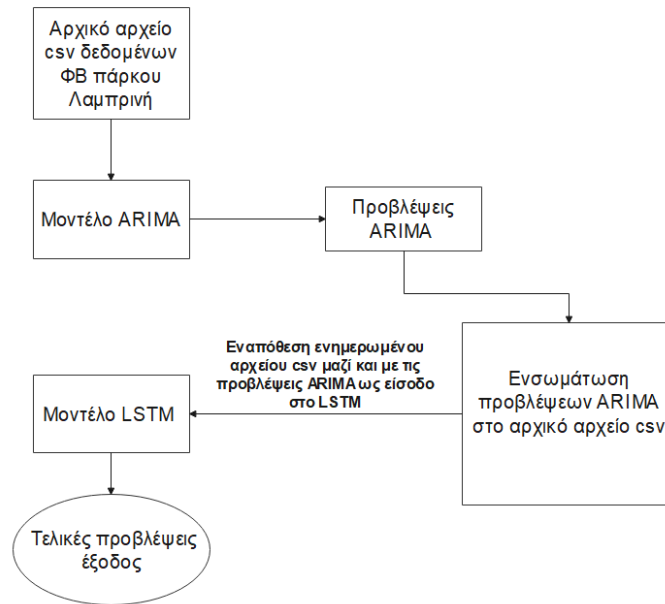 Αρχικό αρχείο
csv δεδομένων
ΦΒ πάρκου
Λαμπρινή
Μοντέλο ARIMA
Προβλέψεις
ARIMA
Ενσωμάτωση
προβλέψεων ARIMA
στο αρχικό αρχείο csv
Εναπόθεση ενημερωμένου
αρχείου csv μαζί και με τις
προβλέψεις ARIMA ως είσοδο
στο LSTM
Μοντέλο LSTM
Τελικές προβλέψεις
έξοδος